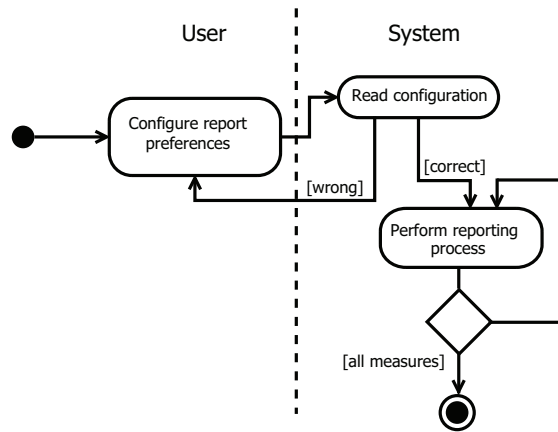 User
System
Configure report
preferences
Read configuration
[wrong]
[correct]
Perform reporting
process
[all measures]